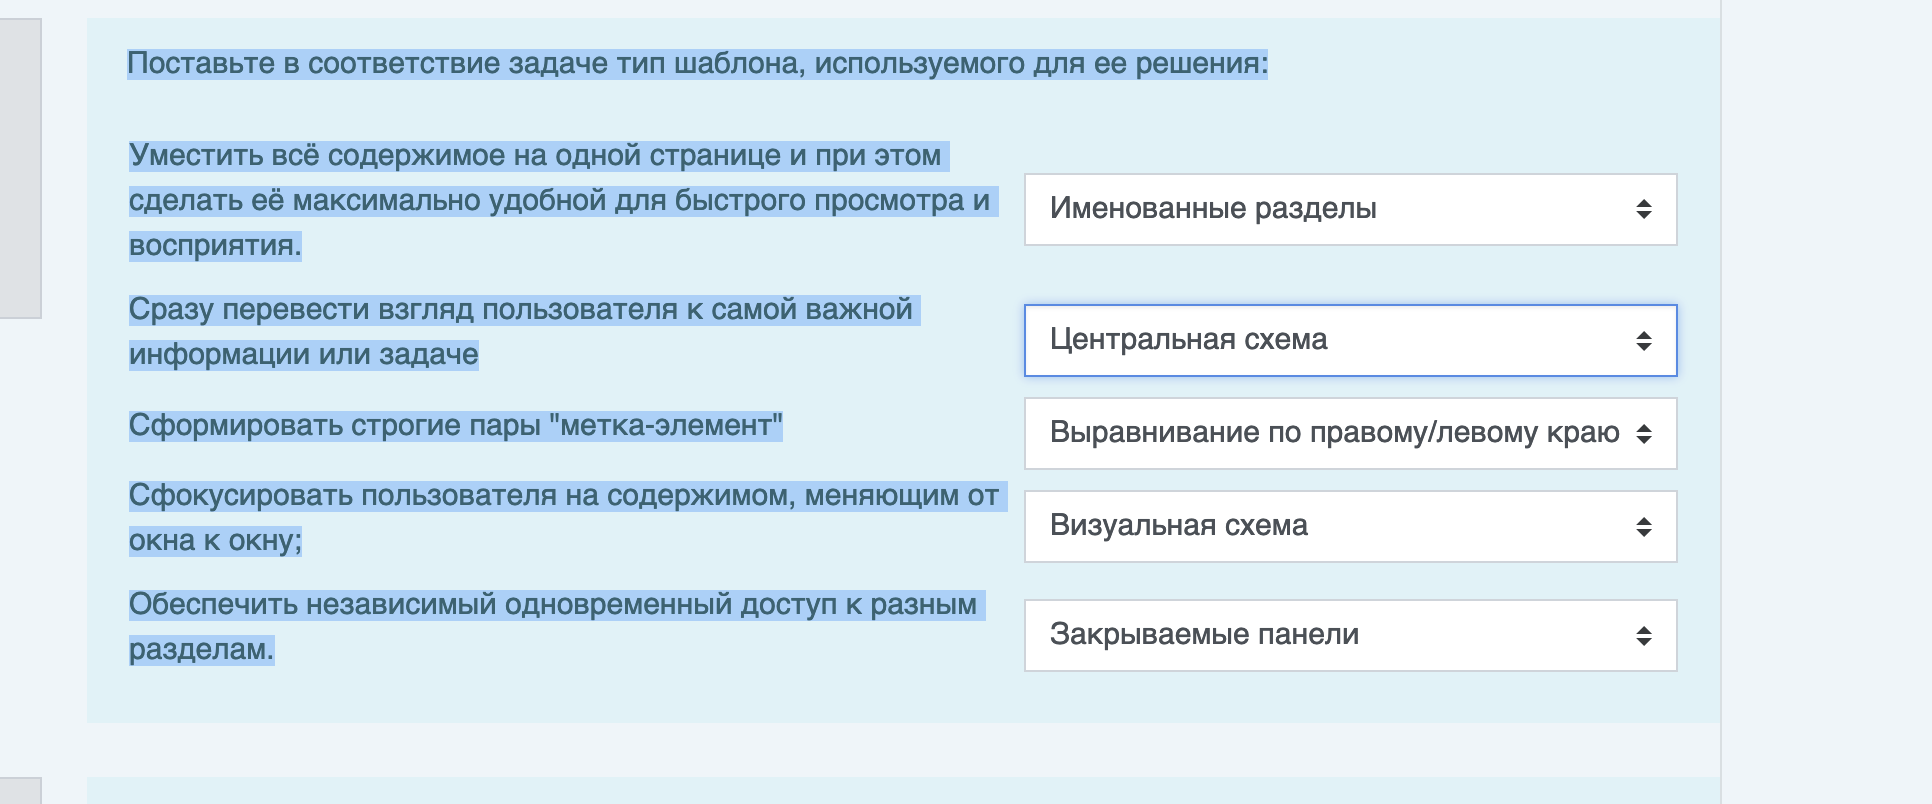 Поставьте в соответствие задаче тип шаблона, используемого для ее решения:
Уместить всё содержимое на одной странице и при этом
сделать её максимально удобной для быстрого просмотра и
восприятия.
Именованные разделы
Сразу перевести взгляд пользователя к самой важной
информации или задаче
Центральная схема
Сформировать строгие пары "метка-элемент"
Выравнивание по правому/левому краю
Сфокусировать пользователя на содержимом, меняющим от
окна к окну;
Визуальная схема
Обеспечить независимый одновременный доступ к разным
разделам.
Закрываемые панели